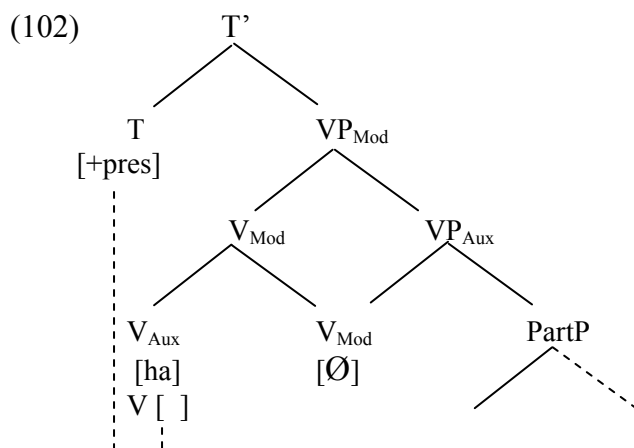 (102) T’
T VP_Mod
[+pres]
V_Mod VP_Aux
V_Aux V_Mod PartP
[ha] [Ø]
V [ ]